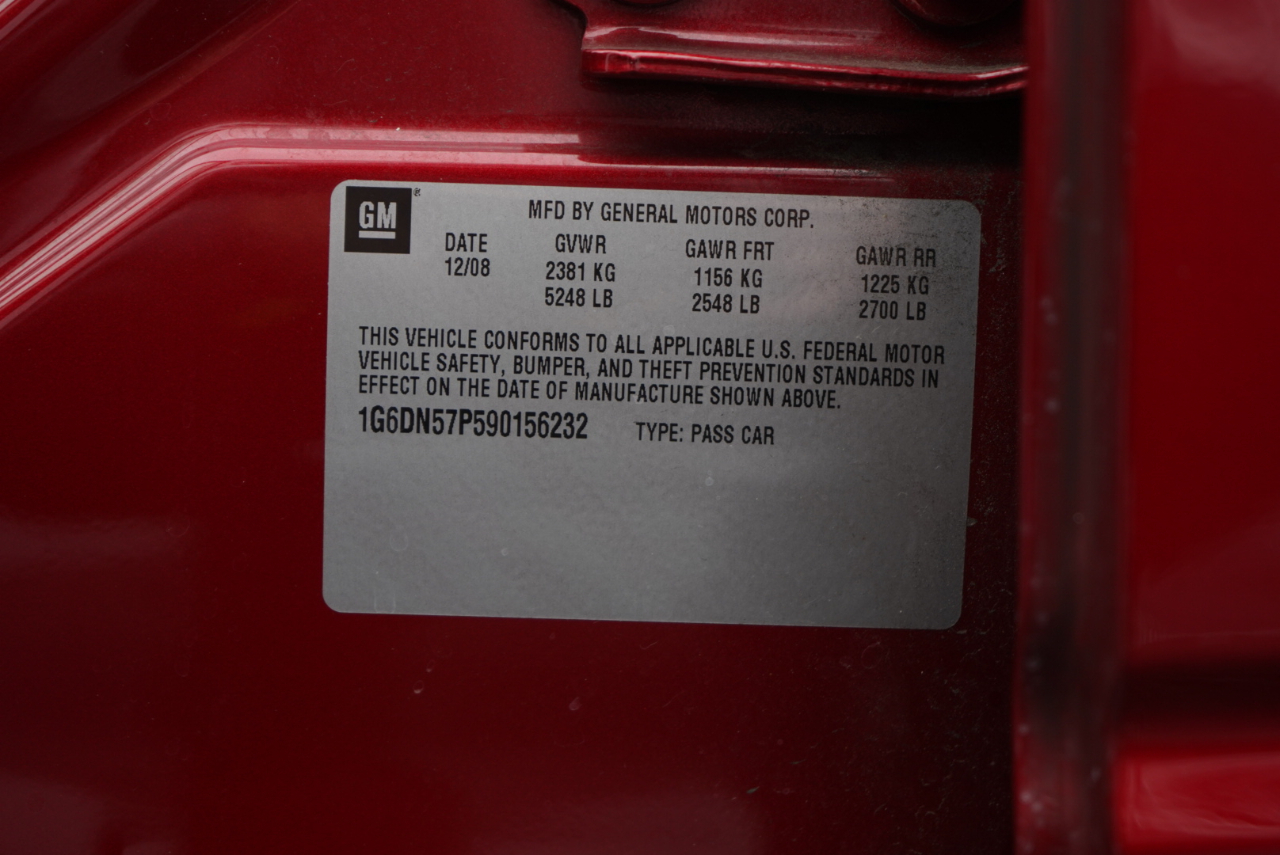 GM®
MFD BY GENERAL MOTORS CORP.
DATE GVWR GAWR FRT GAWR RR
12/08 2381 KG 1156 KG 1225 KG
5248 LB 2548 LB 2700 LB
THIS VEHICLE CONFORMS TO ALL APPLICABLE U.S. FEDERAL MOTOR
VEHICLE SAFETY, BUMPER, AND THEFT PREVENTION STANDARDS IN
EFFECT ON THE DATE OF MANUFACTURE SHOWN ABOVE.
1G6DN57P590156232 TYPE: PASS CAR